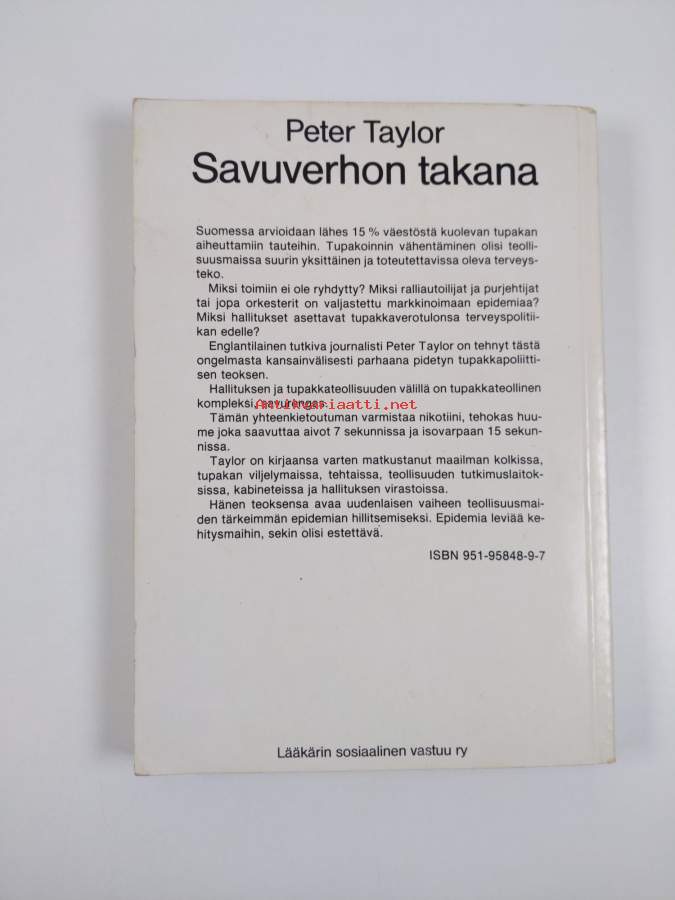 Peter Taylor
Savuverhon takana
Suomessa arvioidaan lähes 15 % väestöstä kuolevan tupakan
aiheuttamiin tauteihin. Tupakoinnin vähentäminen olisi teolli-
suusmaissa suurin yksittäinen ja toteutettavissa oleva terveys-
teko.
Miksi toimiin ei ole ryhdytty? Miksi ralliautoilijat ja purjehtijat
tai jopa orkesterit on valjastettu markkinoimaan epidemiaa?
Miksi hallitukset asettavat tupakkaverotulonsa terveyspolitii-
kan edelle?
Englantilainen tutkiva journalisti Peter Taylor on tehnyt tästä
ongelmasta kansainvälisesti parhaana pidetyn tupakkapoliitti-
sen teoksen.
Hallituksen ja tupakkateollisuuden välillä on tupakkateollinen
kompleksi, savurengas.
Antikvariaatti.net
Tämän yhteenkietoutuman varmistaa nikotiini, tehokas huu-
me joka saavuttaa aivot 7 sekunnissa ja isovarpaan 15 sekun-
nissa.
Taylor on kirjaansa varten matkustanut maailman kolkissa,
tupakan viljelymaissa, tehtaissa, teollisuuden tutkimuslaitok-
sissa, kabineteissa ja hallituksen virastoissa.
Hänen teoksensa avaa uudenlaisen vaiheen teollisuusmai-
den tärkeimmän epidemian hillitsemiseksi. Epidemia leviää ke-
hitysmaihin, sekin olisi estettävä.
ISBN 951-95848-9-7
Lääkärin sosiaalinen vastuu ry